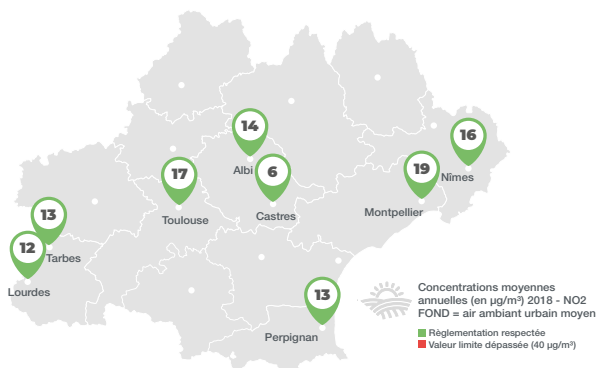 14
Albi
6
Castres
16
Nîmes
19
Montpellier
17
Toulouse
13
Tarbes
12
Lourdes
13
Perpignan
Concentrations moyennes
annuelles (en µg/m³) 2018 - NO2
FOND = air ambiant urbain moyen
Règlementation respectée
Valeur limite dépassée (40 µg/m³)